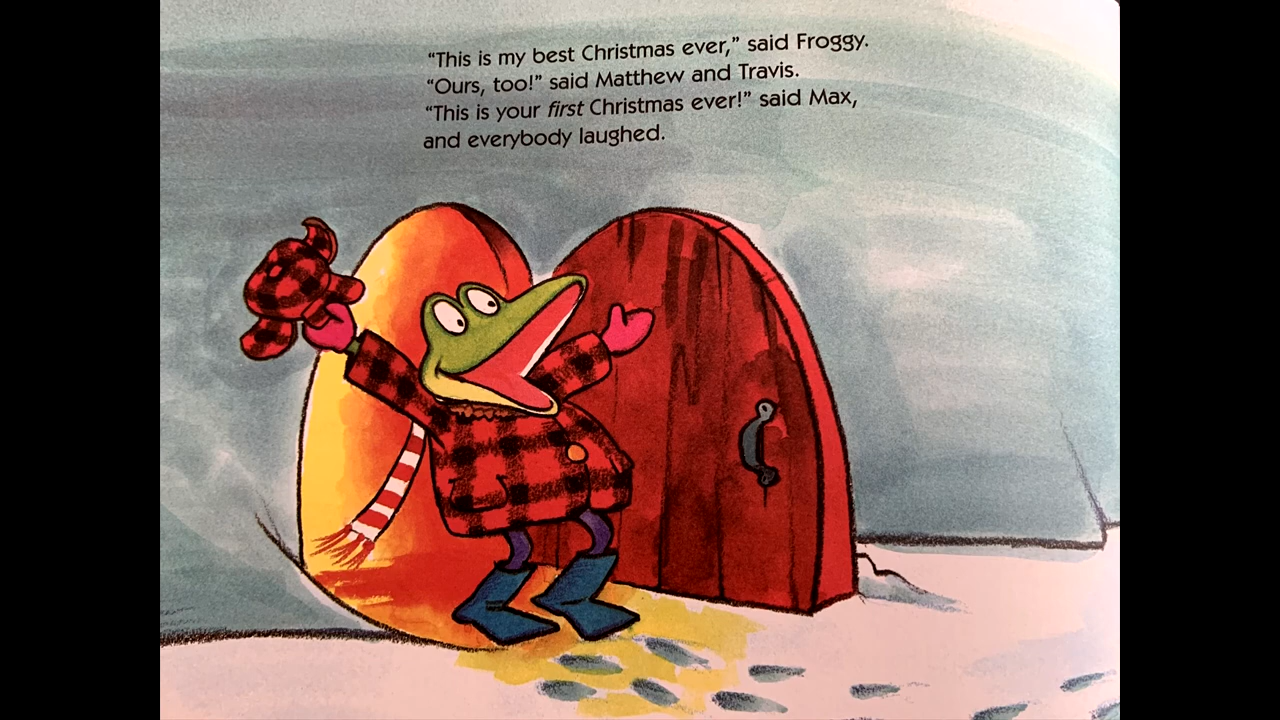 “This is my best Christmas ever,” said Froggy.
“Ours, too!” said Matthew and Travis.
“This is your first Christmas ever!” said Max,
and everybody laughed.